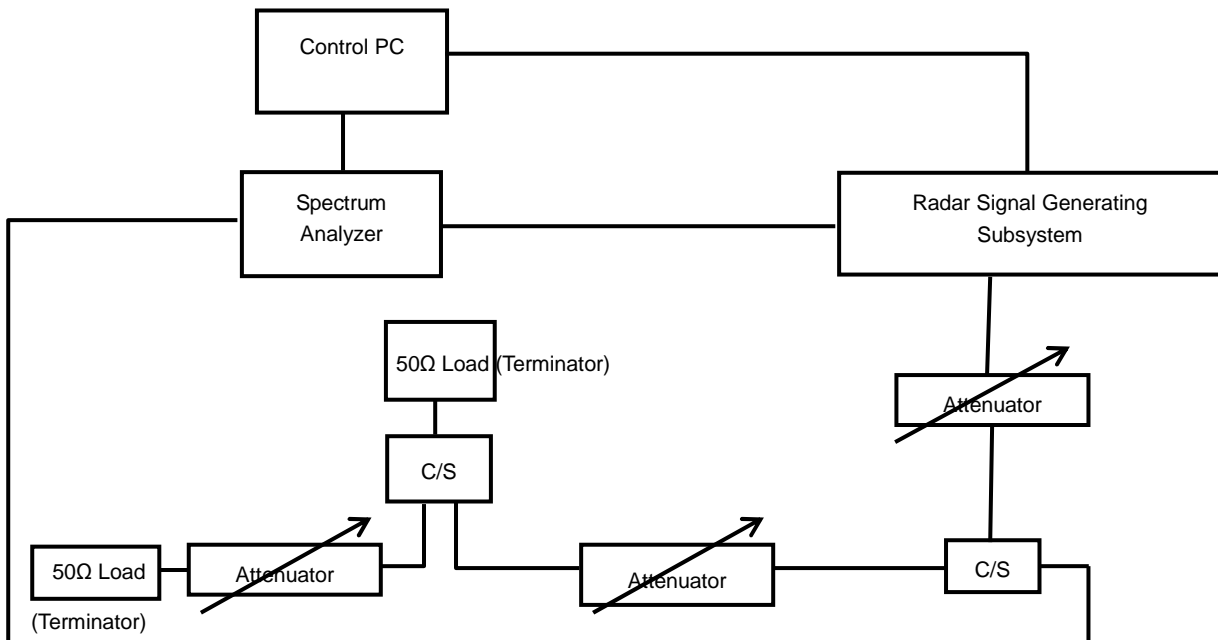 Control PC
Spectrum
Analyzer
Radar Signal Generating
Subsystem
50Ω Load (Terminator)
Attenuator
C/S
50Ω Load
(Terminator)
Attenuator
Attenuator
C/S